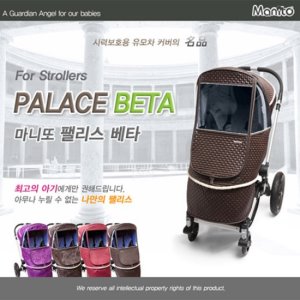 A Guardian Angel for our babies
Manito
시력보호용 유모차 커버의 名品
For Strollers
PALACE BETA
마니또 팰리스 베타
최고의 아기에게만 권해드립니다.
아무나 누릴 수 없는 나만의 팰리스
We reserve all intellectual property rights of this product.